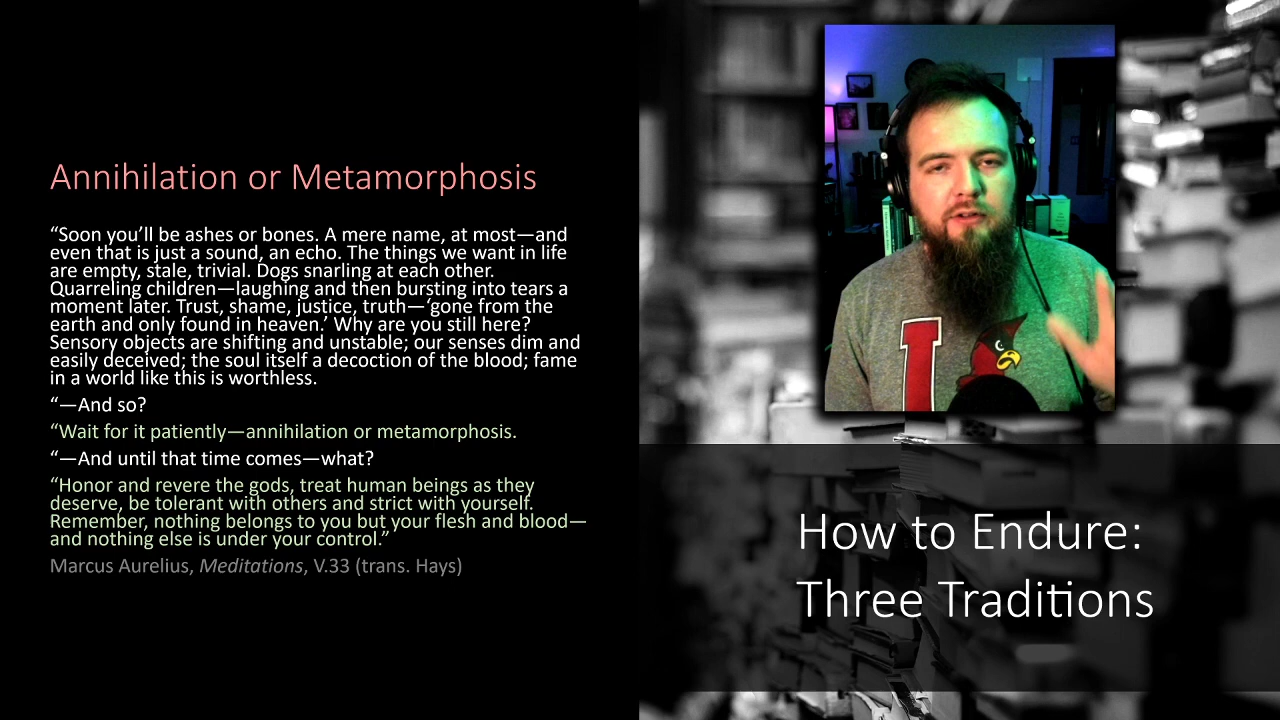 Annihilation or Metamorphosis
“Soon you’ll be ashes or bones. A mere name, at most—and
even that is just a sound, an echo. The things we want in life
are empty, stale, trivial. Dogs snarling at each other.
Quarreling children—laughing and then bursting into tears a
moment later. Trust, shame, justice, truth—‘gone from the
earth and only found in heaven.’ Why are you still here?
Sensory objects are shifting and unstable; our senses dim and
easily deceived; the soul itself a decoction of the blood; fame
in a world like this is worthless.
“—And so?
“Wait for it patiently—annihilation or metamorphosis.
“—And until that time comes—what?
“Honor and revere the gods, treat human beings as they
deserve, be tolerant with others and strict with yourself.
Remember, nothing belongs to you but your flesh and blood—
and nothing else is under your control.”
Marcus Aurelius, Meditations, V.33 (trans. Hays)
I
How to Endure:
Three Traditions